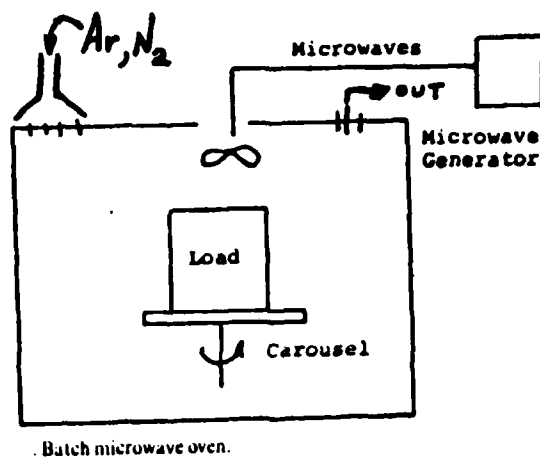 Ar, N₂
Microwaves
OUT
Microwave
Generator
Load
Carousel
. Batch microwave oven.